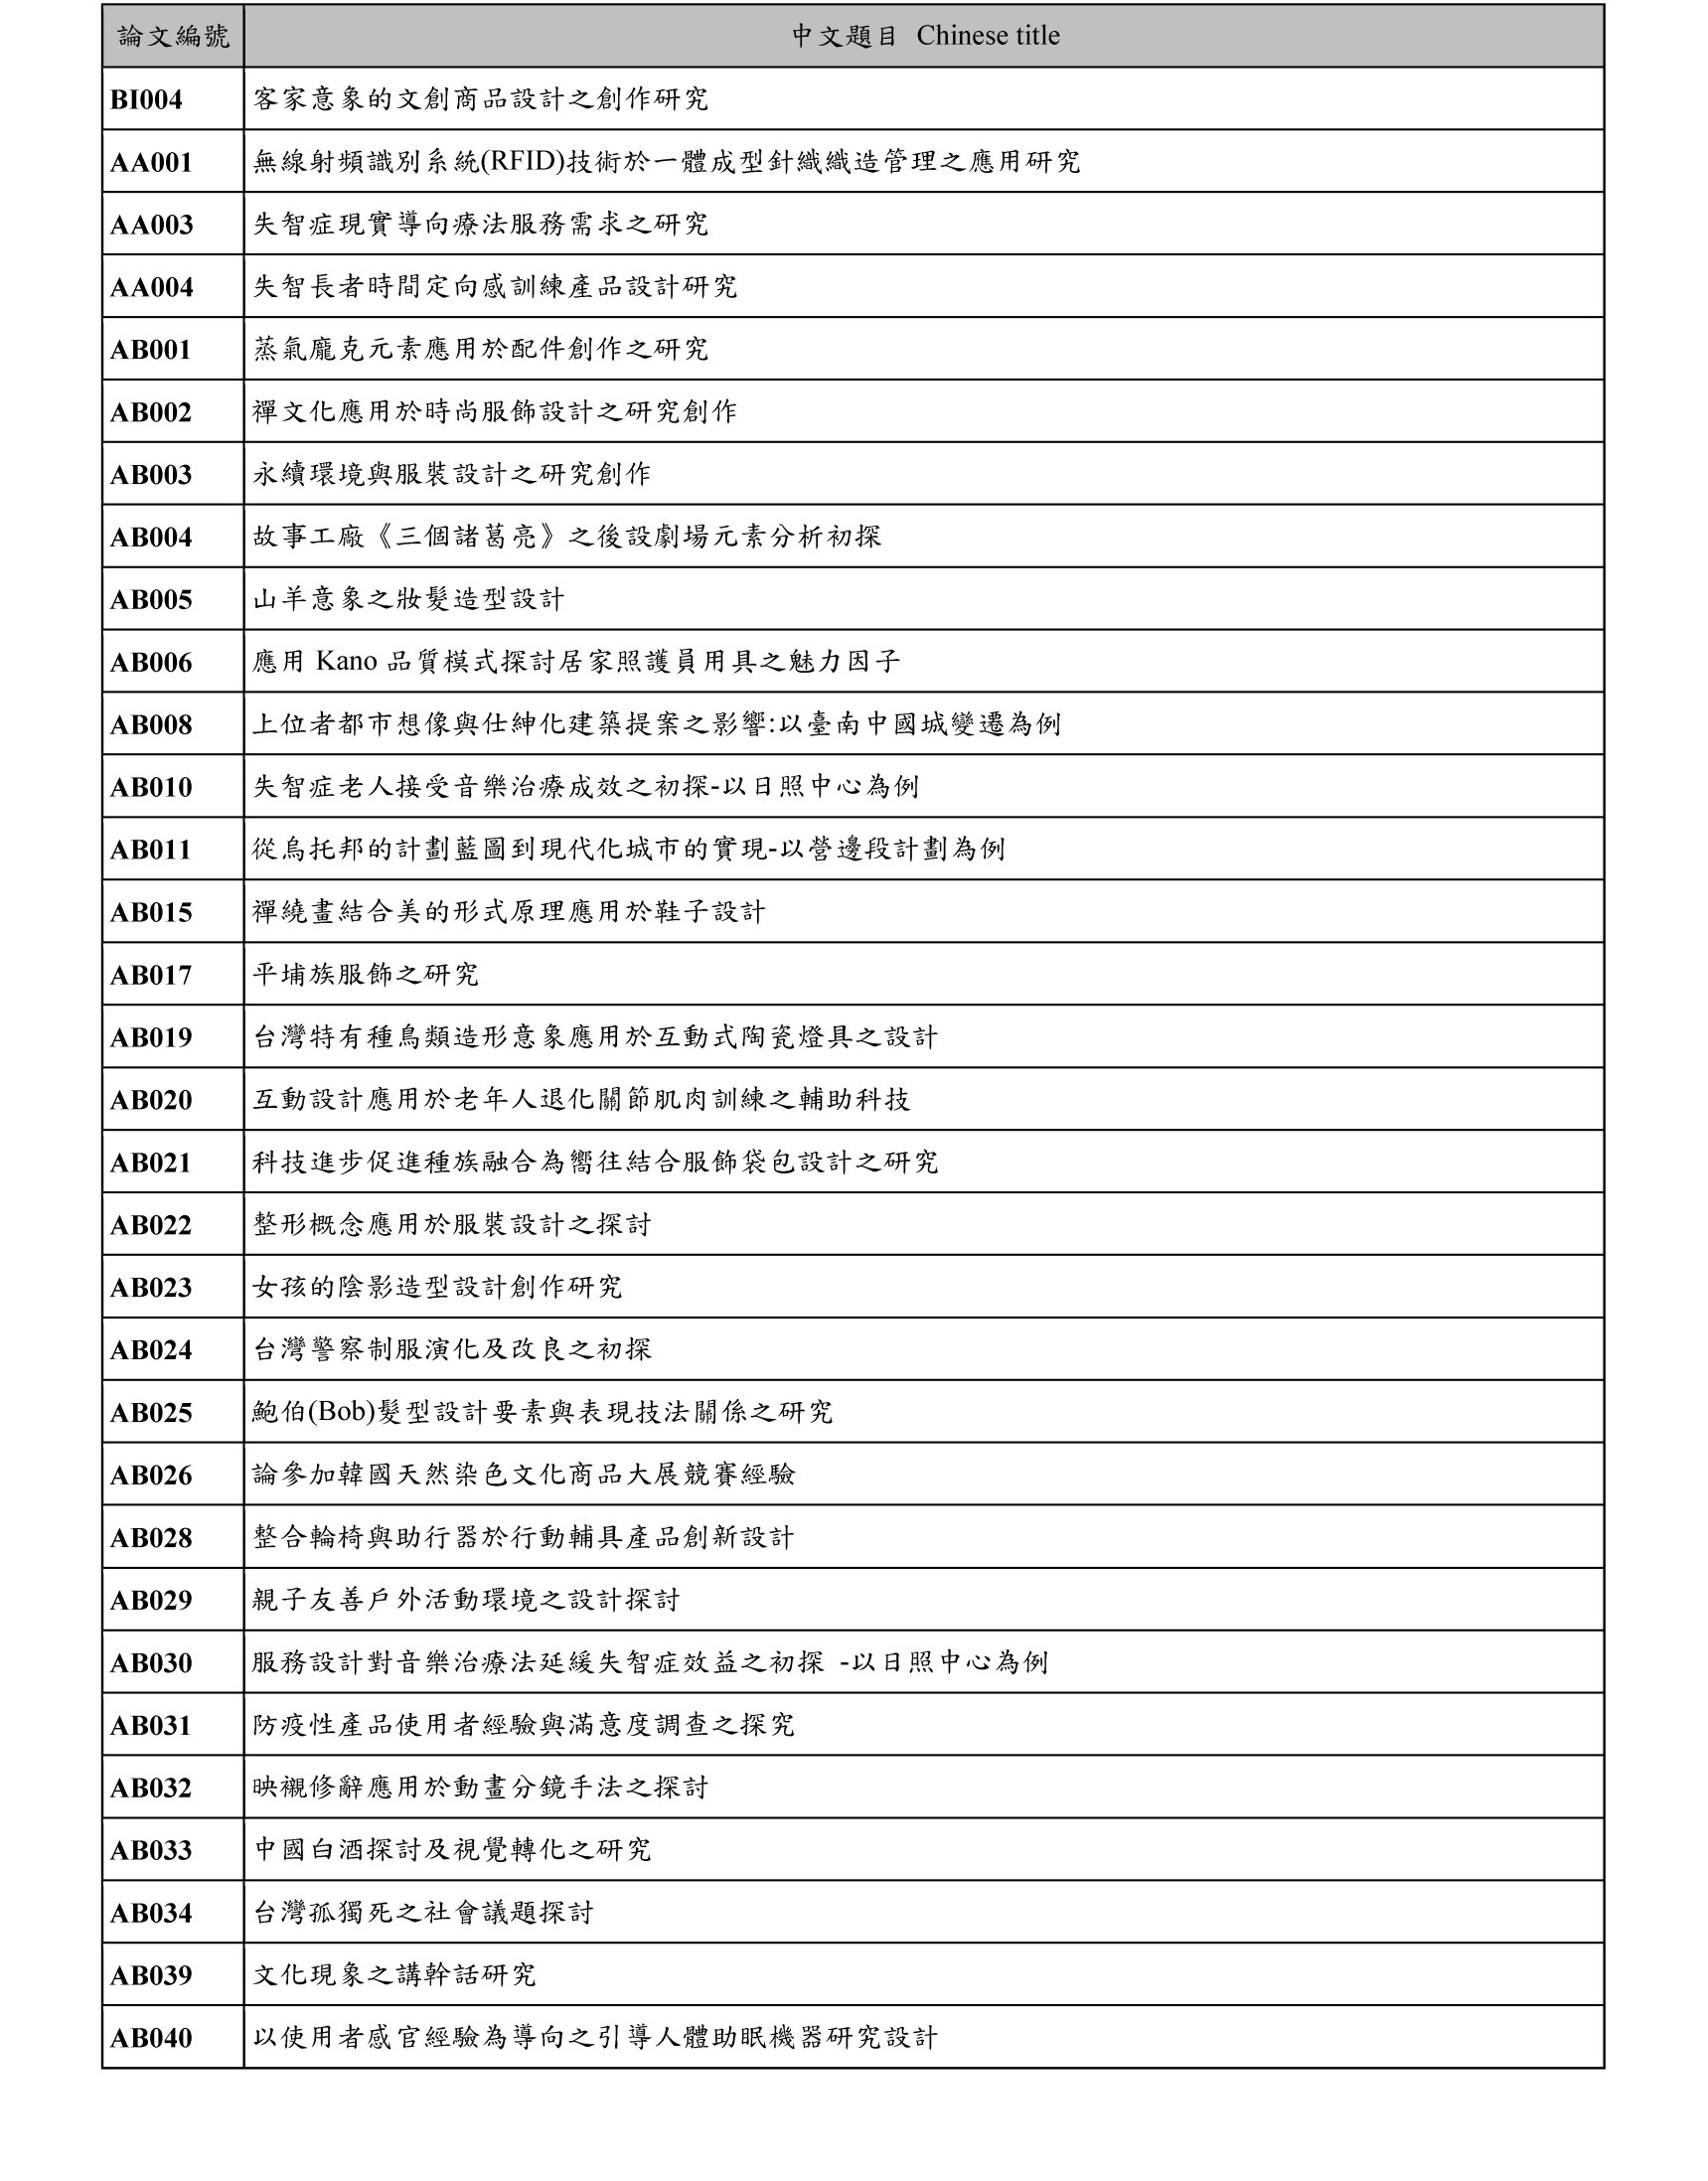 論文編號 中文題目 Chinese title
BI004 客家意象的文創商品設計之創作研究
AA001 無線射頻識別系統(RFID)技術於一體成型針織織造管理之應用研究
AA003 失智症現實導向療法服務需求之研究
AA004 失智長者時間定向感訓練產品設計研究
AB001 蒸氣龐克元素應用於配件創作之研究
AB002 禪文化應用於時尚服飾設計之研究創作
AB003 永續環境與服裝設計之研究創作
AB004 故事工廠《三個諸葛亮》之後設劇場元素分析初探
AB005 山羊意象之妝髮造型設計
AB006 應用 Kano 品質模式探討居家照護員用具之魅力因子
AB008 上位者都市想像與仕紳化建築提案之影響:以臺南中國城變遷為例
AB010 失智症老人接受音樂治療成效之初探-以日照中心為例
AB011 從烏托邦的計劃藍圖到現代化城市的實現-以營邊段計劃為例
AB015 禪繞畫結合美的形式原理應用於鞋子設計
AB017 平埔族服飾之研究
AB019 台灣特有種鳥類造形意象應用於互動式陶瓷燈具之設計
AB020 互動設計應用於老年人退化關節肌肉訓練之輔助科技
AB021 科技進步促進種族融合為嚮往結合服飾袋包設計之研究
AB022 整形概念應用於服裝設計之探討
AB023 女孩的陰影造型設計創作研究
AB024 台灣警察制服演化及改良之初探
AB025 鮑伯(Bob)髮型設計要素與表現技法關係之研究
AB026 論參加韓國天然染色文化商品大展競賽經驗
AB028 整合輪椅與助行器於行動輔具產品創新設計
AB029 親子友善戶外活動環境之設計探討
AB030 服務設計對音樂治療法延緩失智症效益之初探 -以日照中心為例
AB031 防疫性產品使用者經驗與滿意度調查之探究
AB032 映襯修辭應用於動畫分鏡手法之探討
AB033 中國白酒探討及視覺轉化之研究
AB034 台灣孤獨死之社會議題探討
AB039 文化現象之講幹話研究
AB040 以使用者感官經驗為導向之引導人體助眠機器研究設計